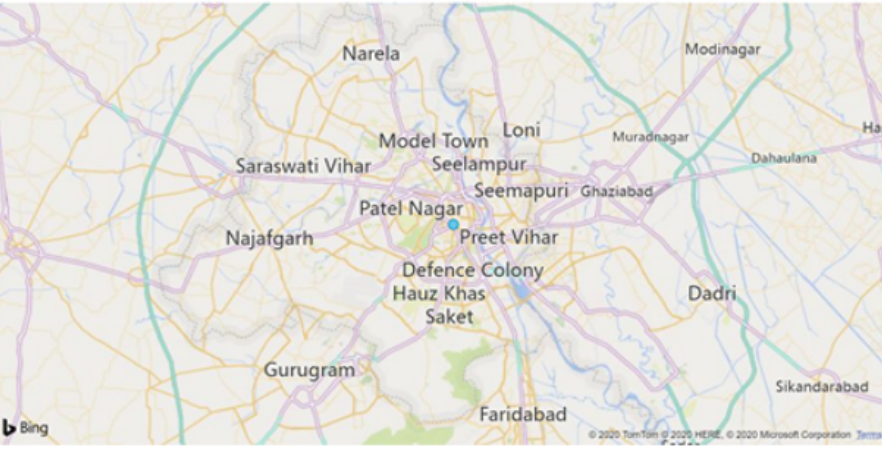 Narela
Modinagar
Loni
Model Town
Muradnagar
Dahaulana
Saraswati Vihar
Seelampur
Seemapuri
Ghaziabad
Patel Nagar
Najafgarh
Preet Vihar
Defence Colony
Hauz Khas
Dadri
Saket
Gurugram
Sikandarabad
Faridabad
Bing
© 2020 TomTom © 2020 HERE, © 2020 Microsoft Corporation Terms